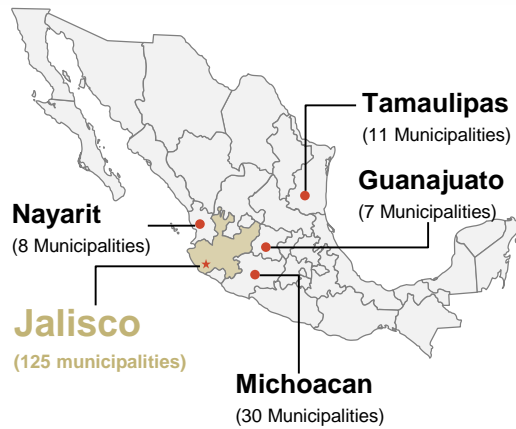 Tamaulipas
(11 Municipalities)
Guanajuato
(7 Municipalities)
Nayarit
(8 Municipalities)
Jalisco
(125 municipalities)
Michoacan
(30 Municipalities)